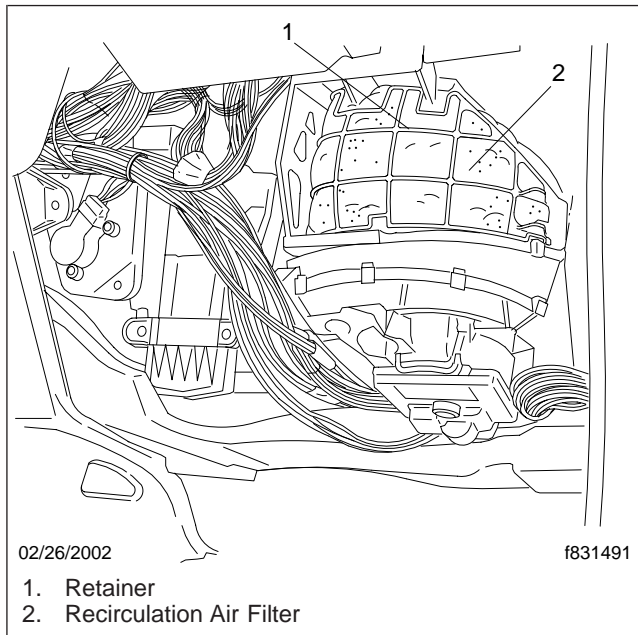 1
2
02/26/2002 f831491
1. Retainer
2. Recirculation Air Filter